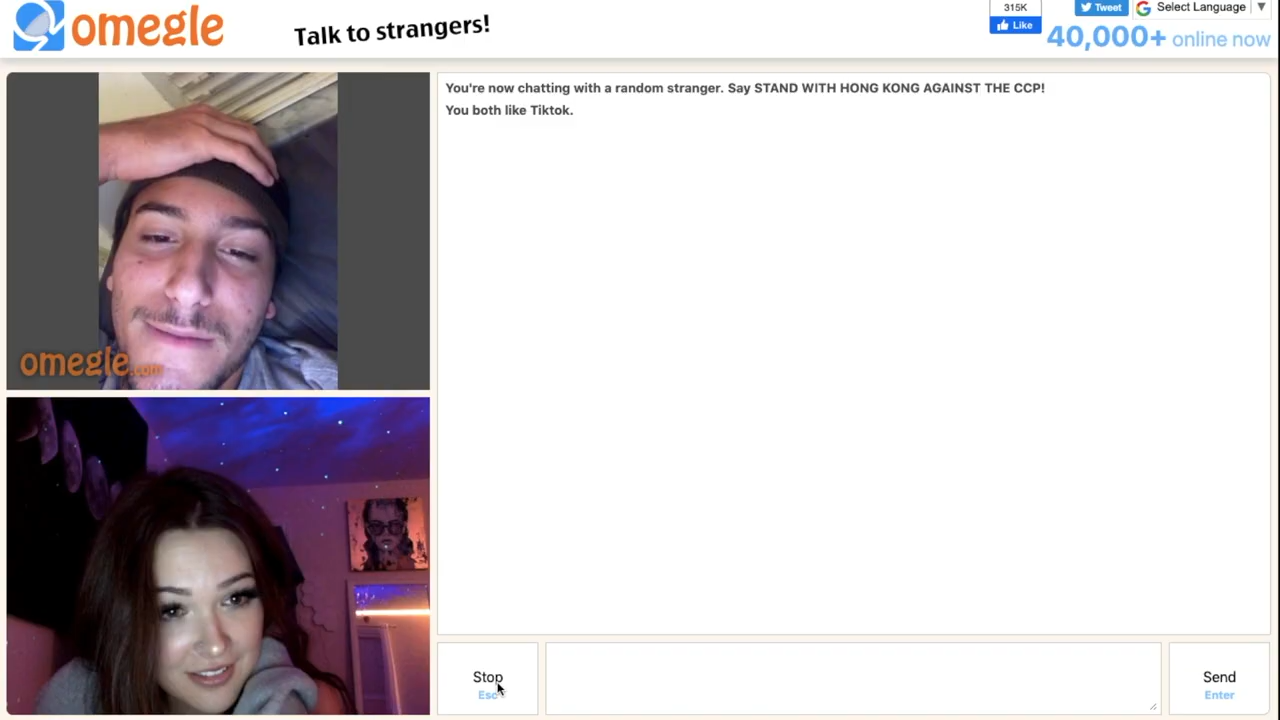 omegle
Talk to strangers!
315K
Like
Tweet
Select Language
40,000+ online now
You're now chatting with a random stranger. Say STAND WITH HONG KONG AGAINST THE CCP!
You both like Tiktok.
omegle.com
Stop
Esc
Send
Enter